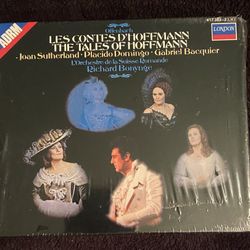 ADRM
Offenbach
LES CONTES D'HOFFMANN
THE TALES OF HOFFMANN
Joan Sutherland · Placido Domingo · Gabriel Bacquier
L'Orchestre de la Suisse Romande
Richard Bonynge
LONDON